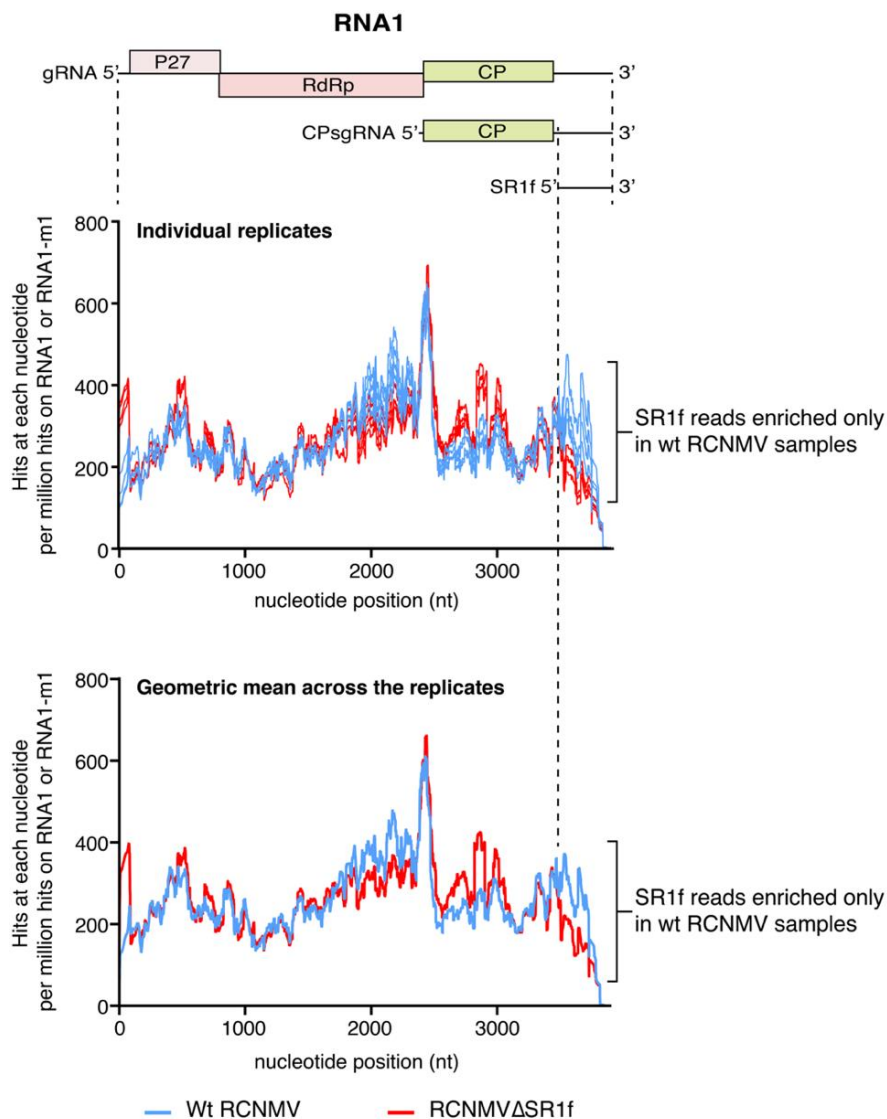 RNA1
gRNA 5’ P27 RdRp CP 3’
CPsgRNA 5’ CP 3’
SR1f 5’ 3’
Individual replicates
Hits at each nucleotide
per million hits on RNA1 or RNA1-m1
800
600
400
200
0
0 1000 2000 3000
nucleotide position (nt)
SR1f reads enriched only
in wt RCNMV samples
Geometric mean across the replicates
Hits at each nucleotide
per million hits on RNA1 or RNA1-m1
800
600
400
200
0
0 1000 2000 3000
nucleotide position (nt)
SR1f reads enriched only
in wt RCNMV samples
Wt RCNMV RCNMVΔSR1f